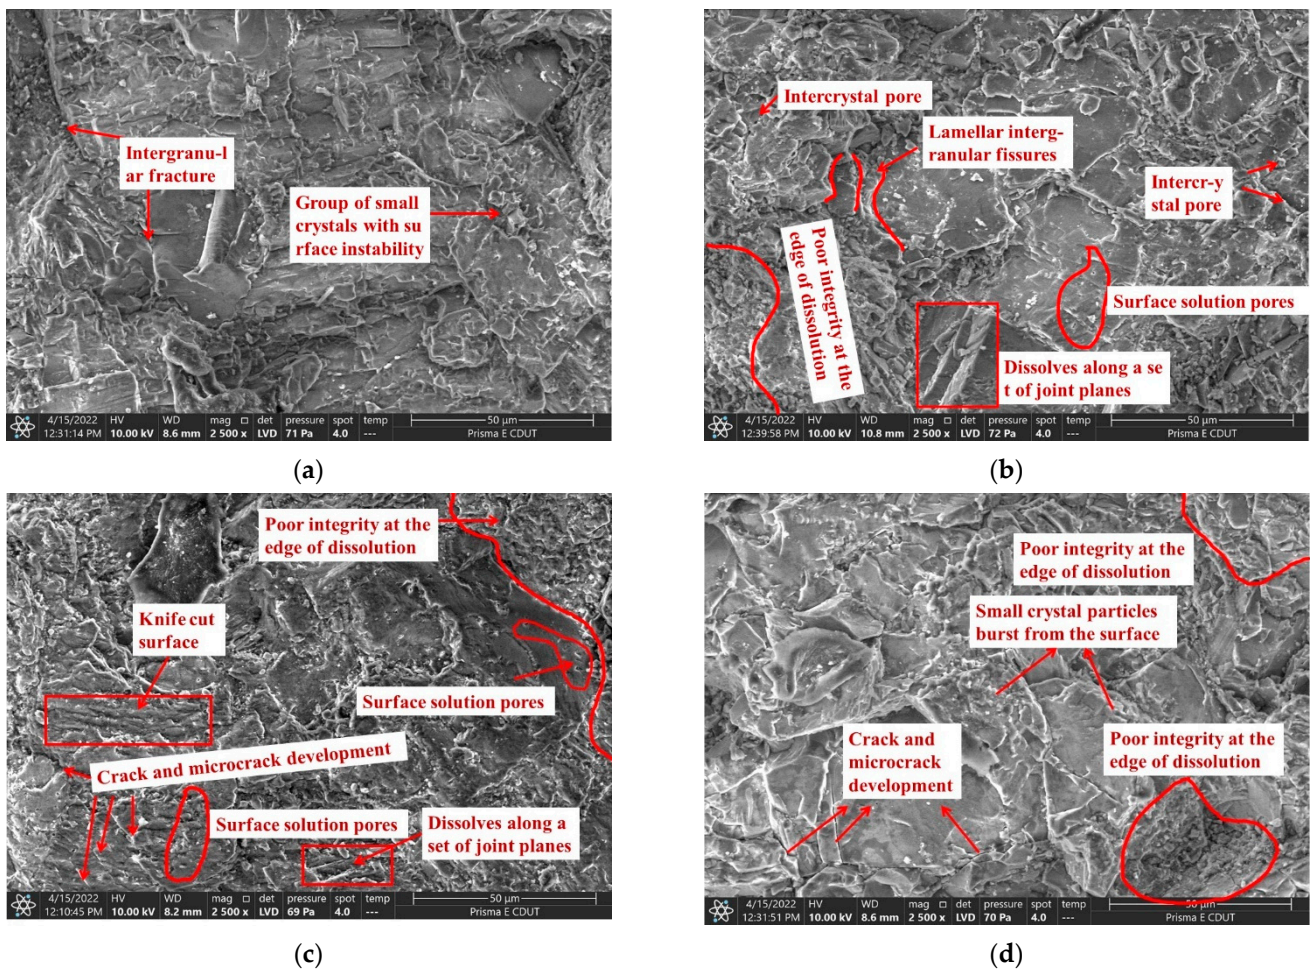 Intergranu-l
ar fracture
Group of small
crystals with su
rface instability
4/15/2022 HV WD mag □ det pressure spot temp 50 µm
12:31:14 PM 10.00 kV 8.6 mm 2 500 x LVD 71 Pa 4.0 --- Prisma E CDUT
(a)
Intercrystal pore
Lamellar interg-
ranular fissures
Intercr-y
stal pore
Poor integrity at the
edge of dissolution
Surface solution pores
Dissolves along a se
t of joint planes
4/15/2022 HV WD mag □ det pressure spot temp 50 µm
12:39:58 PM 10.00 kV 10.8 mm 2 500 x LVD 72 Pa 4.0 --- Prisma E CDUT
(b)
Poor integrity at the
edge of dissolution
Knife cut
surface
Surface solution pores
Crack and microcrack development
Surface solution pores
Dissolves along a
set of joint planes
4/15/2022 HV WD mag □ det pressure spot temp 50 µm
12:10:45 PM 10.00 kV 8.2 mm 2 500 x LVD 69 Pa 4.0 --- Prisma E CDUT
(c)
Poor integrity at the
edge of dissolution
Small crystal particles
burst from the surface
Crack and
microcrack
development
Poor integrity at the
edge of dissolution
4/15/2022 HV WD mag □ det pressure spot temp 50 µm
12:31:51 PM 10.00 kV 8.6 mm 2 500 x LVD 70 Pa 4.0 --- Prisma E CDUT
(d)